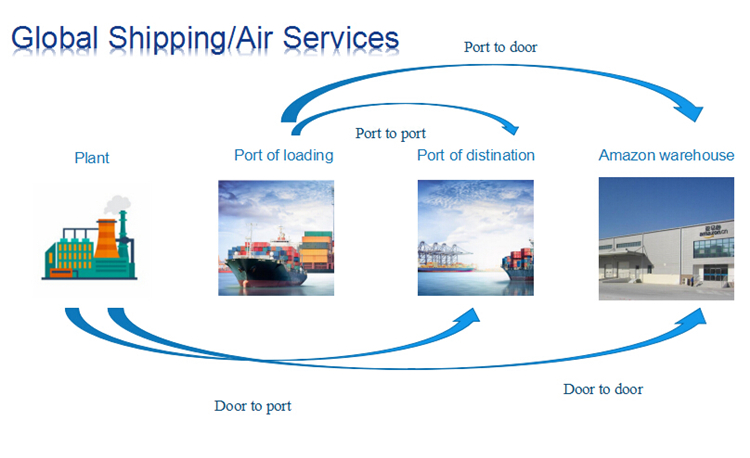 Global Shipping/Air Services
Port to door
Port to port
Plant
Port of loading
Port of distination
Amazon warehouse
Door to port
Door to door